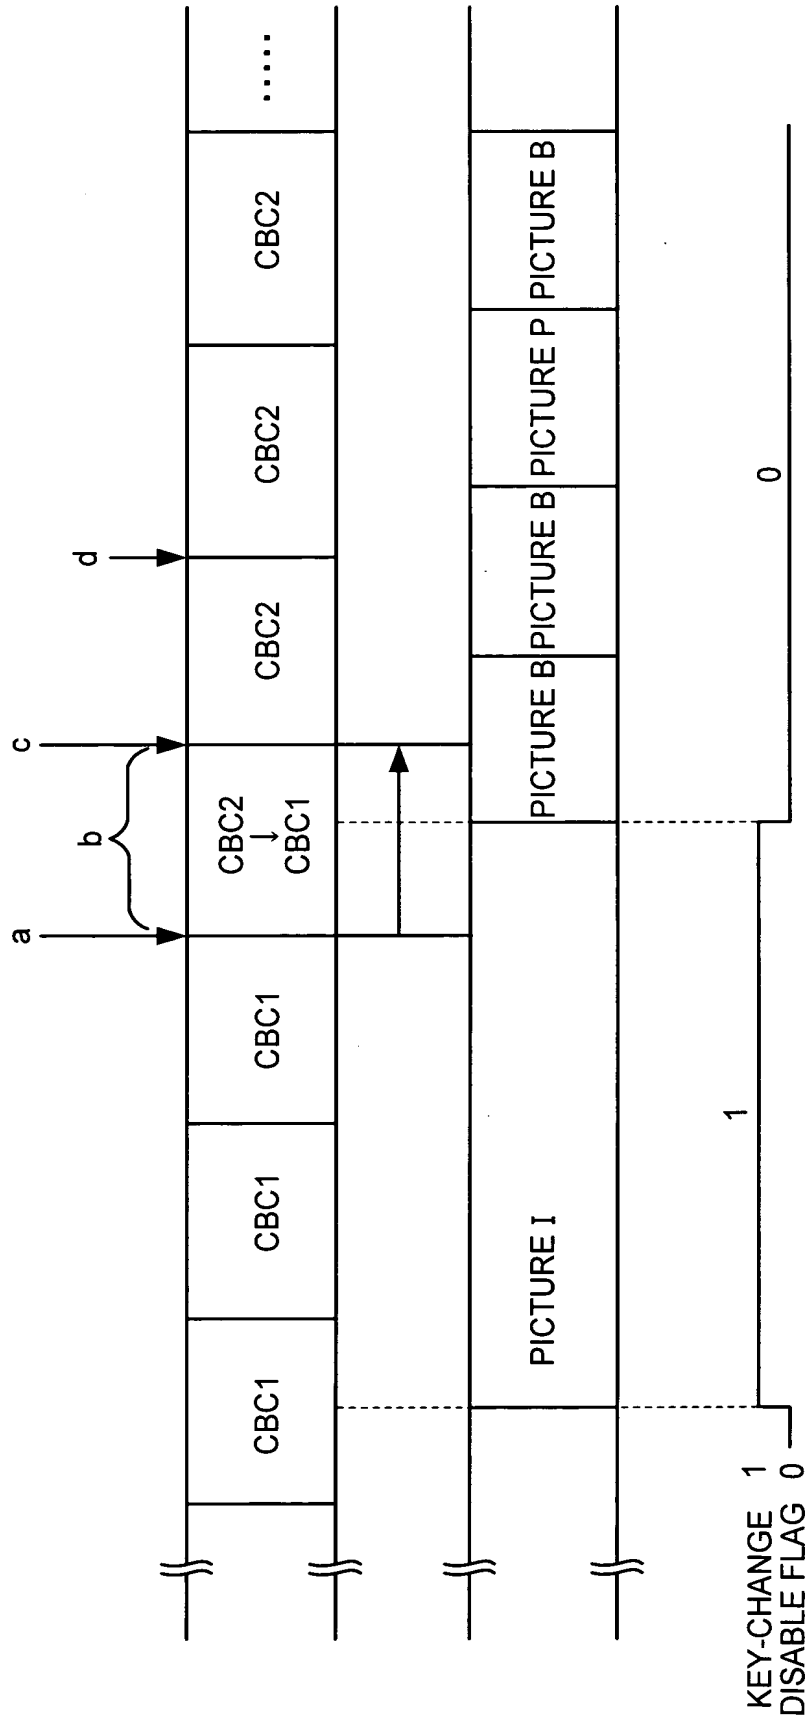 a
b
c
d
CBC1
CBC1
CBC1
CBC2
↓
CBC1
CBC2
CBC2
CBC2
.....
PICTURE I
PICTURE B
PICTURE B
PICTURE P
PICTURE B
KEY-CHANGE 1
DISABLE FLAG 0
1
0